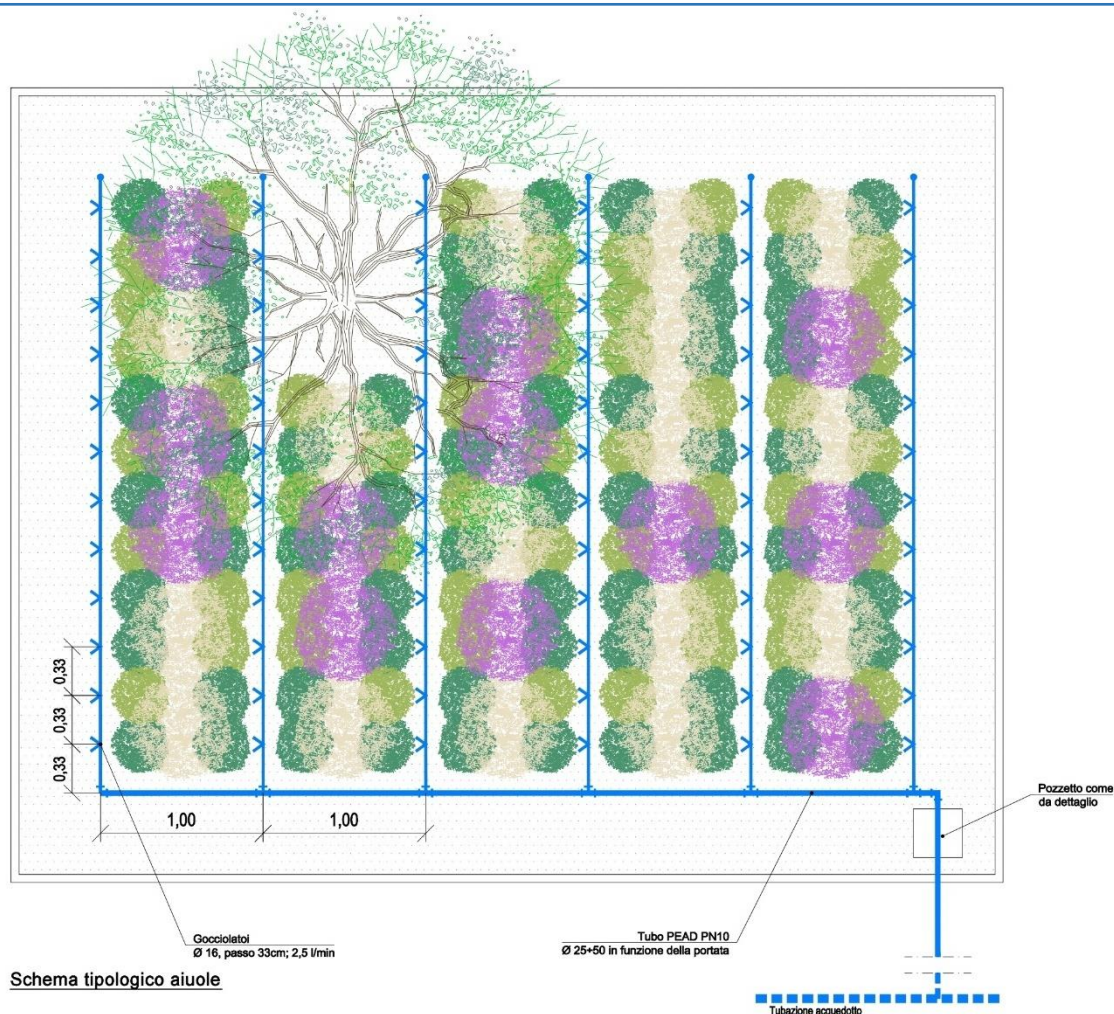 0,33
0,33
0,33
1,00
1,00
Pozzetto come
da dettaglio
Gocciolatoi
Ø 16, passo 33cm; 2,5 l/min
Tubo PEAD PN10
Ø 25÷50 in funzione della portata
Schema tipologico aiuole
Tubazione acquedotto